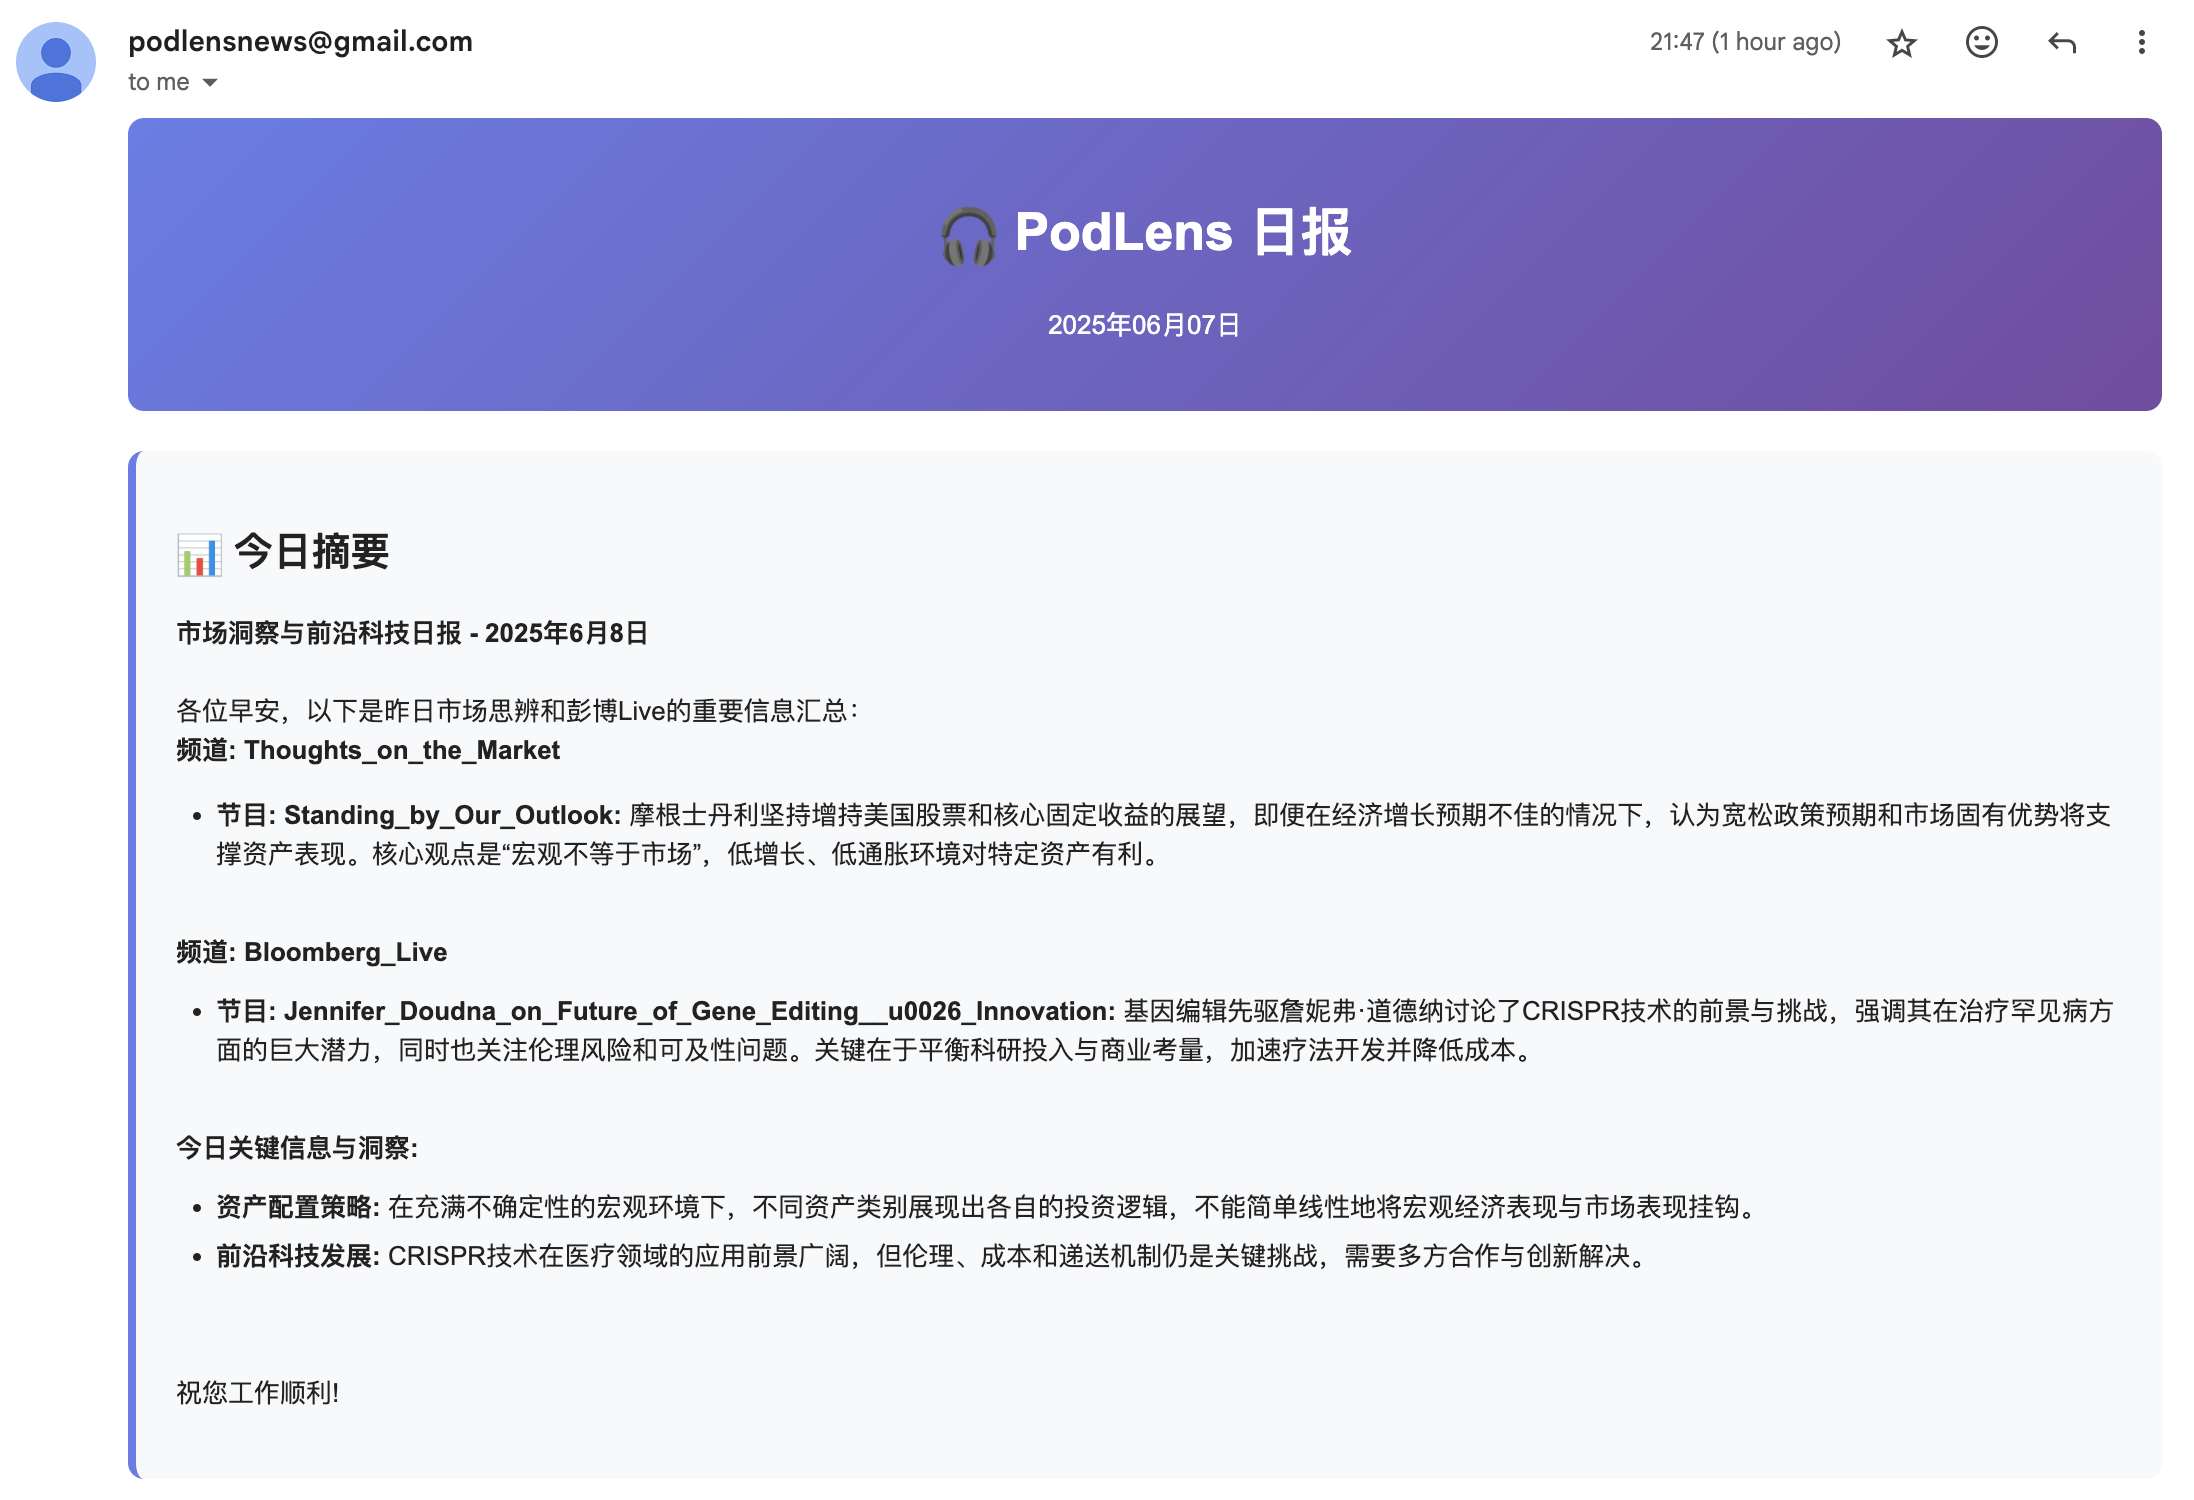 podlensnews@gmail.com
21:47 (1 hour ago)
to me
🎧 PodLens 日报
2025年06月07日
📊 今日摘要
市场洞察与前沿科技日报 - 2025年6月8日
各位早安，以下是昨日市场思辨和彭博Live的重要信息汇总：
频道: Thoughts_on_the_Market
• 节目: Standing_by_Our_Outlook: 摩根士丹利坚持增持美国股票和核心固定收益的展望，即便在经济增长预期不佳的情况下，认为宽松政策预期和市场固有优势将支
撑资产表现。核心观点是“宏观不等于市场”，低增长、低通胀环境对特定资产有利。
频道: Bloomberg_Live
• 节目: Jennifer_Doudna_on_Future_of_Gene_Editing__u0026_Innovation: 基因编辑先驱詹妮弗·道德纳讨论了CRISPR技术的前景与挑战，强调其在治疗罕见病方
面的巨大潜力，同时也关注伦理风险和可及性问题。关键在于平衡科研投入与商业考量，加速疗法开发并降低成本。
今日关键信息与洞察:
• 资产配置策略: 在充满不确定性的宏观环境下，不同资产类别展现出各自的投资逻辑，不能简单线性地将宏观经济表现与市场表现挂钩。
• 前沿科技发展: CRISPR技术在医疗领域的应用前景广阔，但伦理、成本和递送机制仍是关键挑战，需要多方合作与创新解决。
祝您工作顺利!